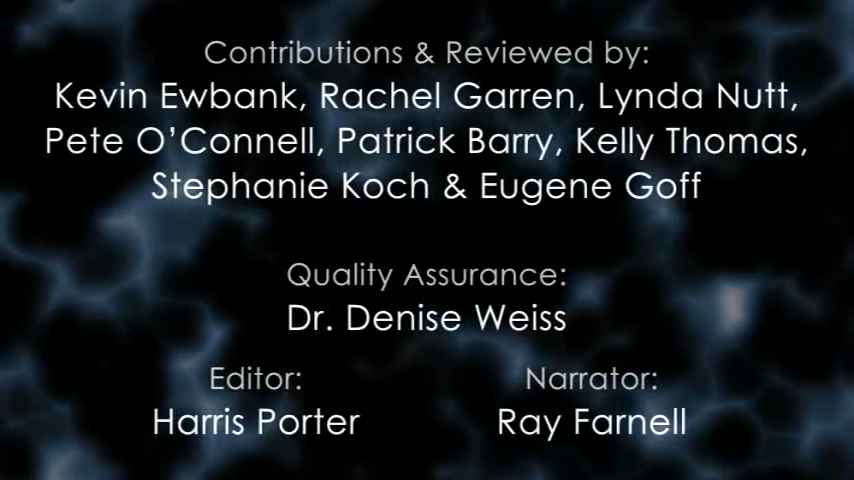 Contributions & Reviewed by:
Kevin Ewbank, Rachel Garren, Lynda Nutt,
Pete O’Connell, Patrick Barry, Kelly Thomas,
Stephanie Koch & Eugene Goff
Quality Assurance:
Dr. Denise Weiss
Editor:
Harris Porter
Narrator:
Ray Farnell